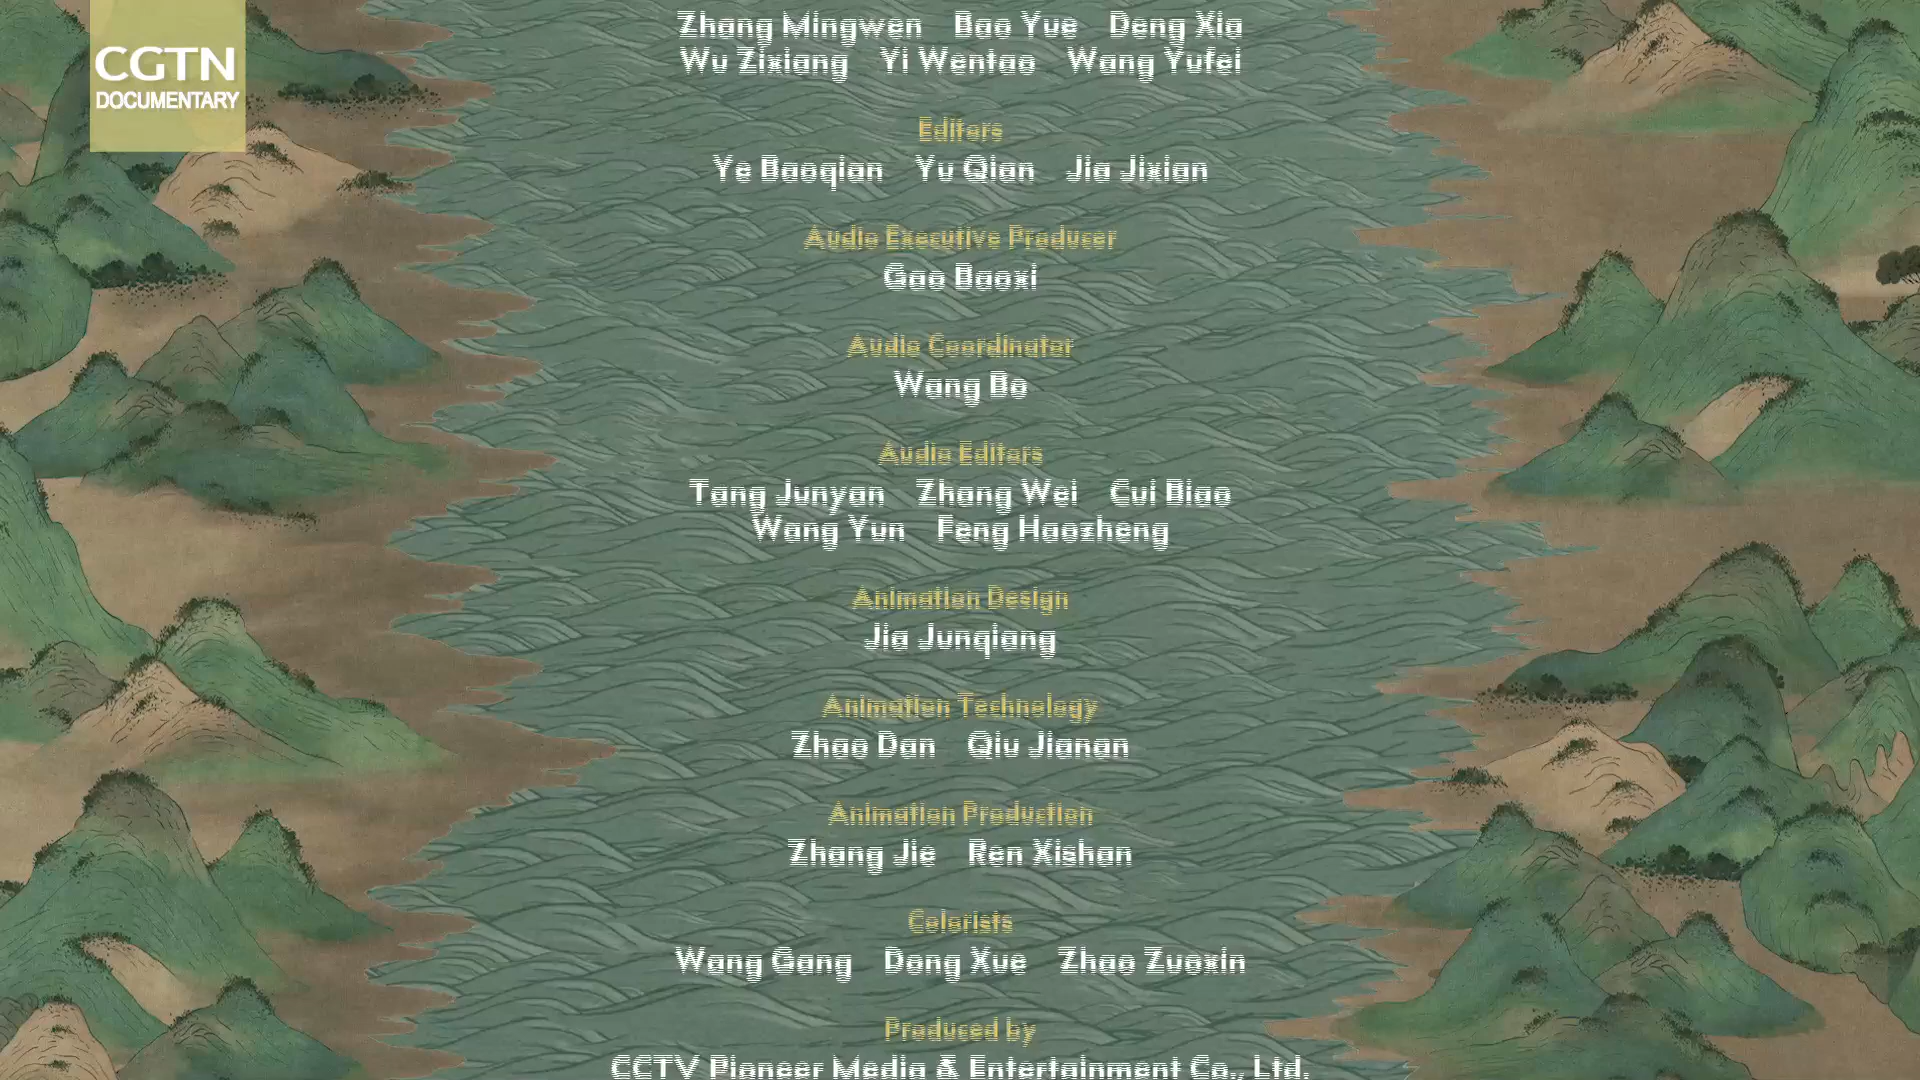 CGTN
DOCUMENTARY
Zhang Mingwen Bao Yue Deng Xia
Wu Zixiang Yi Wentao Wang Yufei
Editors
Ye Baoqian Yu Qian Jia Jixian
Audio Executive Producer
Gao Baoxi
Audio Coordinator
Wang Bo
Audio Editors
Tang Junyan Zhang Wei Cui Biao
Wang Yun Feng Haozheng
Animation Design
Jia Junqiang
Animation Technology
Zhao Dan Qiu Jianan
Animation Production
Zhang Jie Ren Xishan
Colorists
Wang Gang Dong Xue Zhao Zuoxin
Produced by
CCTV Pioneer Media & Entertainment Co., Ltd.